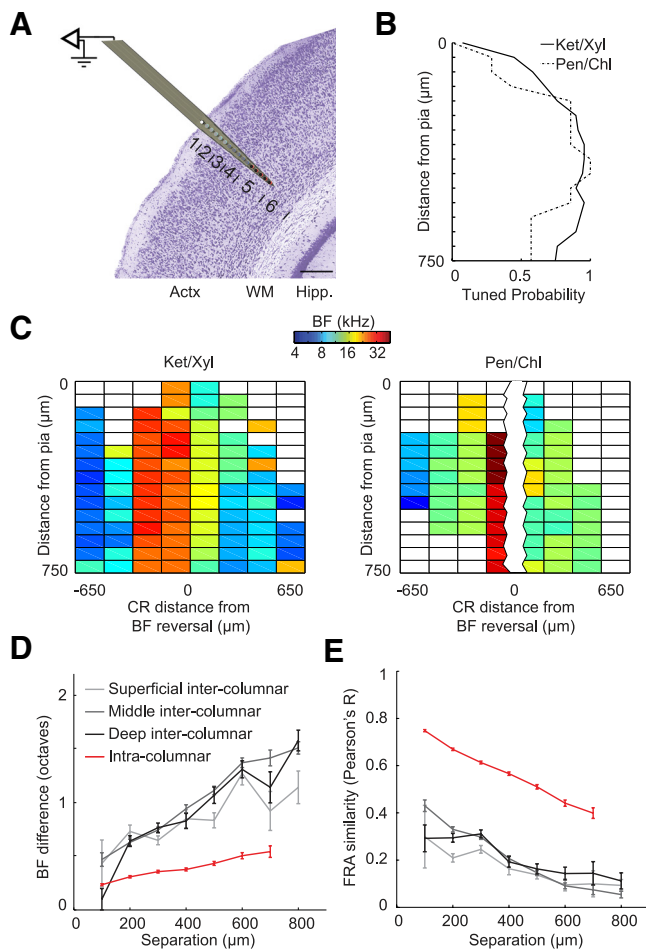 A
1 2 3 4 5 6
Actx WM Hipp.
B
Ket/Xyl
Pen/Chl
Distance from pia (µm)
0
750
0 0.5 1
Tuned Probability
C
BF (kHz)
4 8 16 32
Ket/Xyl
Distance from pia (µm)
0
750
-650 0 650
CR distance from
BF reversal (µm)
Pen/Chl
Distance from pia (µm)
0
750
-650 0 650
CR distance from
BF reversal (µm)
D
BF difference (octaves)
2
1
0
Superficial inter-columnar
Middle inter-columnar
Deep inter-columnar
Intra-columnar
0 200 400 600 800
Separation (µm)
E
FRA similarity (Pearson's R)
1
0.8
0.6
0.4
0.2
0
200 400 600 800
Separation (µm)